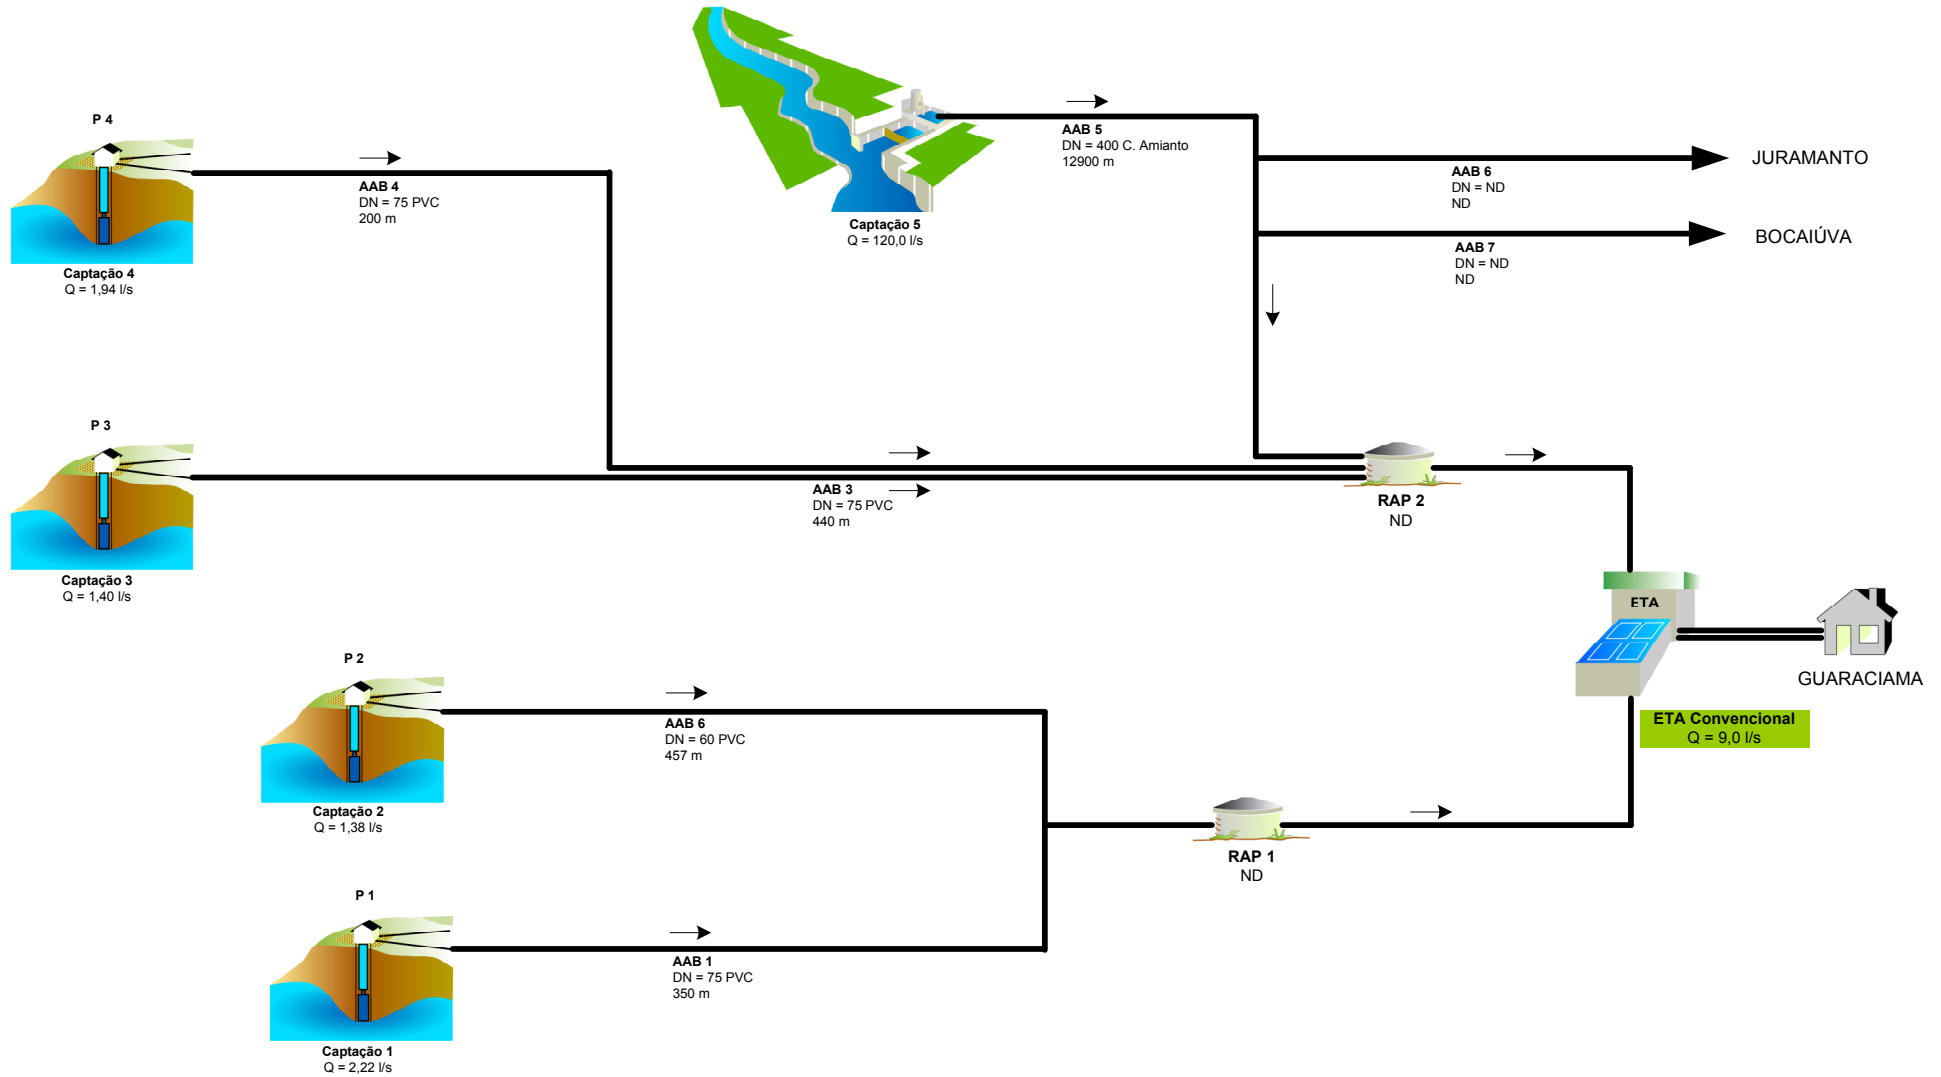 P 4
Captação 4
Q = 1,94 l/s
AAB 4
DN = 75 PVC
200 m
Captação 5
Q = 120,0 l/s
AAB 5
DN = 400 C. Amianto
12900 m
AAB 6
DN = ND
ND
JURAMANTO
AAB 7
DN = ND
ND
BOCAIÚVA
P 3
Captação 3
Q = 1,40 l/s
AAB 3
DN = 75 PVC
440 m
RAP 2
ND
ETA
GUARACIAMA
ETA Convencional
Q = 9,0 l/s
P 2
Captação 2
Q = 1,38 l/s
AAB 6
DN = 60 PVC
457 m
RAP 1
ND
P 1
Captação 1
Q = 2,22 l/s
AAB 1
DN = 75 PVC
350 m